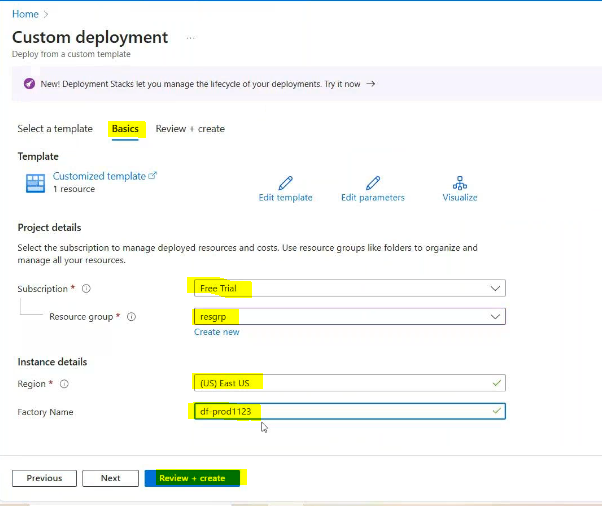 Home >
Custom deployment ...
Deploy from a custom template
New! Deployment Stacks let you manage the lifecycle of your deployments. Try it now →
Select a template Basics Review + create
Template
Customized template
1 resource
Edit template Edit parameters Visualize
Project details
Select the subscription to manage deployed resources and costs. Use resource groups like folders to organize and
manage all your resources.
Subscription * Free Trial
Resource group * resgrp
Create new
Instance details
Region * (US) East US
Factory Name df-prod1123
Previous Next Review + create